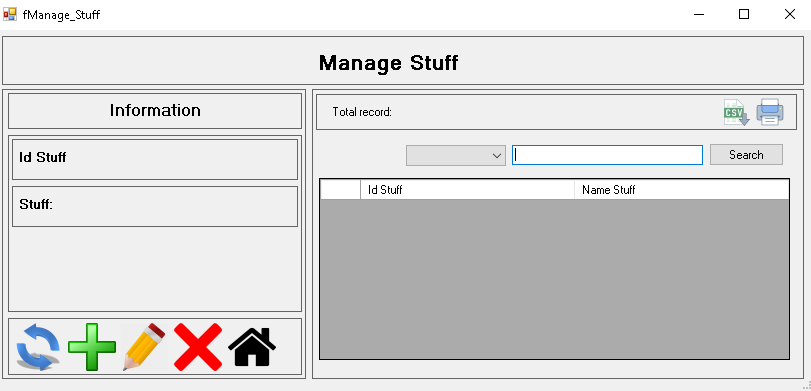 fManage_Stuff
Manage Stuff
Information
Id Stuff
Stuff:
Total record:
CSV
Search
Id Stuff Name Stuff